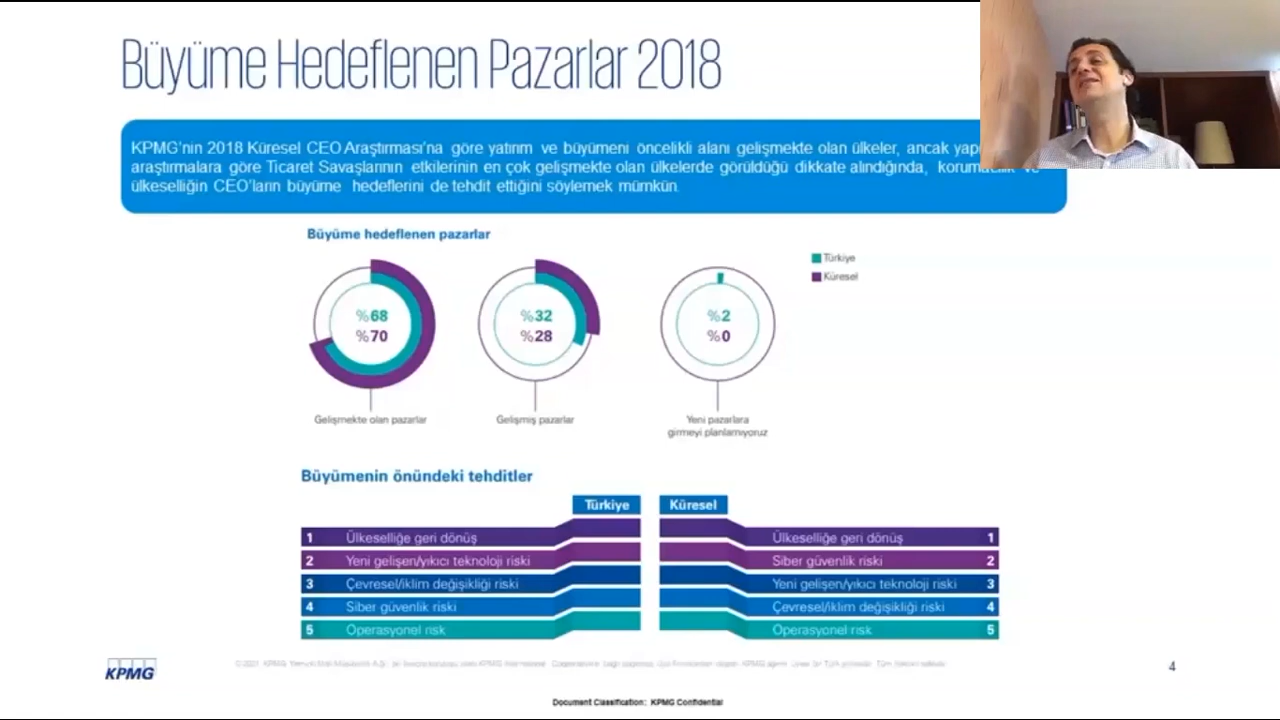 Büyüme Hedeflenen Pazarlar 2018
KPMG'nin 2018 Küresel CEO Araştırması'na göre yatırım ve büyümeni öncelikli alanı gelişmekte olan ülkeler, ancak
araştırmalara göre Ticaret Savaşlarının etkilerinin en çok gelişmekte olan ülkelerde görüldüğü dikkate alındığında,
ülkeselliğin CEO'ların büyüme hedeflerini de tehdit ettiğini söylemek mümkün.
Büyüme hedeflenen pazarlar
Türkiye
Küresel
%68
%70
%32
%28
%2
%0
Gelişmekte olan pazarlar
Gelişmiş pazarlar
Yeni pazarlara
girmeyi planlamıyoruz
Büyümenin önündeki tehditler
Türkiye
Küresel
1 Ülkeselliğe geri dönüş
2 Yeni gelişen/yıkıcı teknoloji riski
3 Çevresel/iklim değişikliği riski
4 Siber güvenlik riski
5 Operasyonel risk
Ülkeselliğe geri dönüş 1
Siber güvenlik riski 2
Yeni gelişen/yıkıcı teknoloji riski 3
Çevresel/iklim değişikliği riski 4
Operasyonel risk 5
KPMG
4
Document Classification: KPMG Confidential